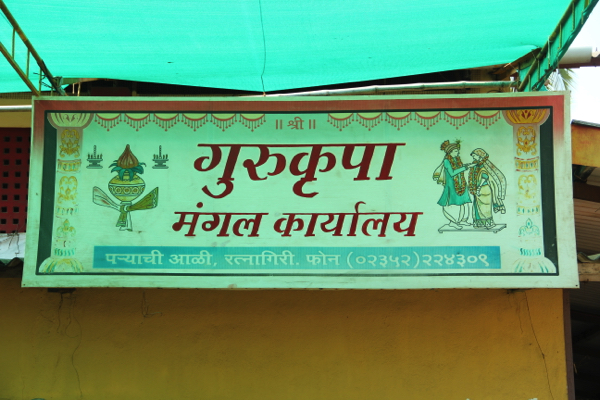 ॥ श्री ॥
गुरुकृपा
मंगल कार्यालय
पऱ्याची आळी, रत्नागिरी. फोन (०२३५२) २२४३०९